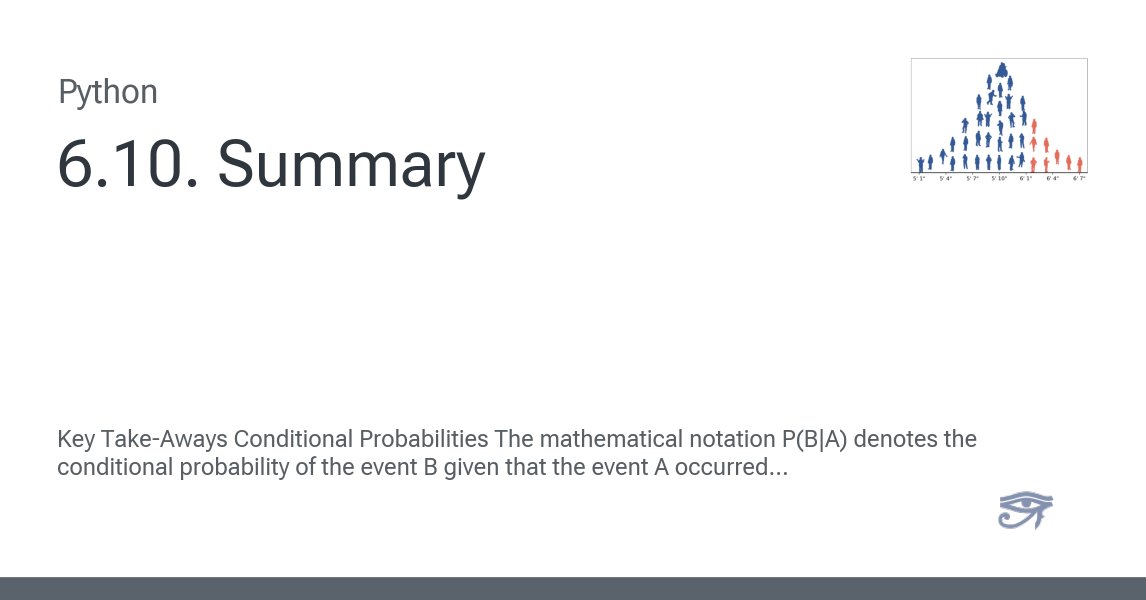 Python
6.10. Summary
5' 1" 5' 4" 5' 7" 5' 10" 6' 1" 6' 4" 6' 7"
Key Take-Aways Conditional Probabilities The mathematical notation P(B|A) denotes the
conditional probability of the event B given that the event A occurred...